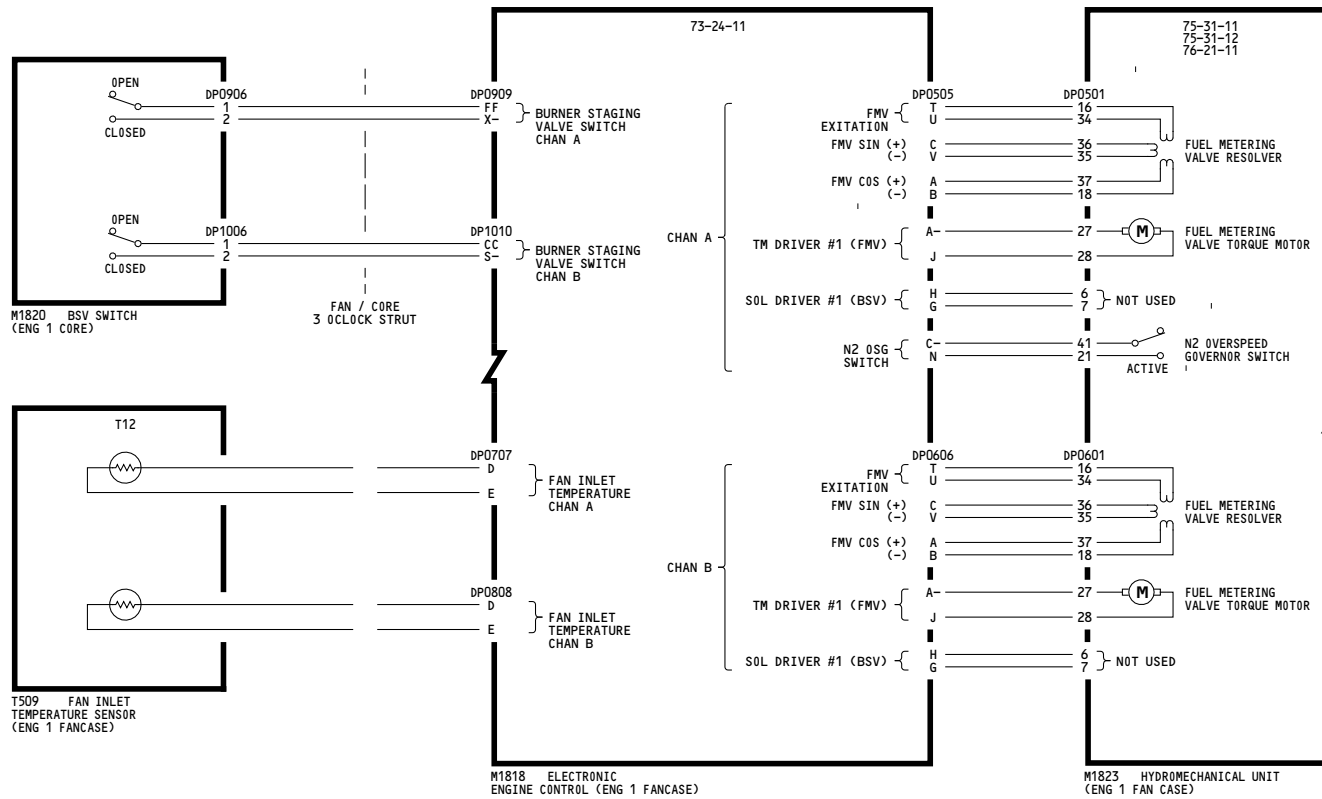 73-24-11
75-31-11
75-31-12
76-21-11
OPEN
CLOSED
DP0906
1
2
DP0909
FF
X-
BURNER STAGING
VALVE SWITCH
CHAN A
OPEN
CLOSED
DP1006
1
2
DP1010
CC
S-
BURNER STAGING
VALVE SWITCH
CHAN B
M1820 BSV SWITCH
(ENG 1 CORE)
FAN / CORE
3 OCLOCK STRUT
T12
DP0707
D
E
FAN INLET
TEMPERATURE
CHAN A
DP0808
D
E
FAN INLET
TEMPERATURE
CHAN B
T509 FAN INLET
TEMPERATURE SENSOR
(ENG 1 FANCASE)
CHAN A
DP0505
DP0501
FMV
EXITATION
T
U
16
34
FMV SIN (+) C 36
(-) V 35
FUEL METERING
VALVE RESOLVER
FMV COS (+) A 37
(-) B 18
TM DRIVER #1 (FMV)
A- 27
J 28
M
FUEL METERING
VALVE TORQUE MOTOR
SOL DRIVER #1 (BSV)
H 6
G 7
NOT USED
N2 OSG
SWITCH
C- 41
N 21
ACTIVE
N2 OVERSPEED
GOVERNOR SWITCH
CHAN B
DP0606
DP0601
FMV
EXITATION
T
U
16
34
FMV SIN (+) C 36
(-) V 35
FUEL METERING
VALVE RESOLVER
FMV COS (+) A 37
(-) B 18
TM DRIVER #1 (FMV)
A- 27
J 28
M
FUEL METERING
VALVE TORQUE MOTOR
SOL DRIVER #1 (BSV)
H 6
G 7
NOT USED
M1818 ELECTRONIC
ENGINE CONTROL (ENG 1 FANCASE)
M1823 HYDROMECHANICAL UNIT
(ENG 1 FAN CASE)